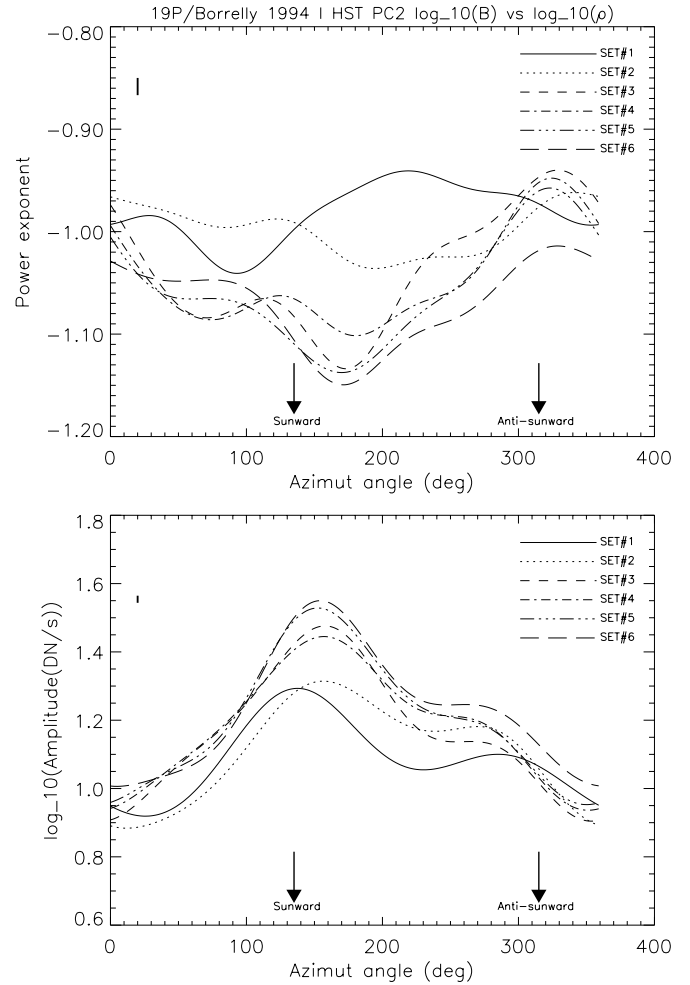 19P/Borrelly 1994 l HST PC2 log_10(B) vs log_10(ρ)
−0.80
−0.90
−1.00
−1.10
−1.20
Power exponent
SET#1
SET#2
SET#3
SET#4
SET#5
SET#6
Sunward
Anti-sunward
0
100
200
300
400
Azimut angle (deg)
1.8
1.6
1.4
1.2
1.0
0.8
0.6
log_10(Amplitude(DN/s))
SET#1
SET#2
SET#3
SET#4
SET#5
SET#6
Sunward
Anti-sunward
0
100
200
300
400
Azimut angle (deg)